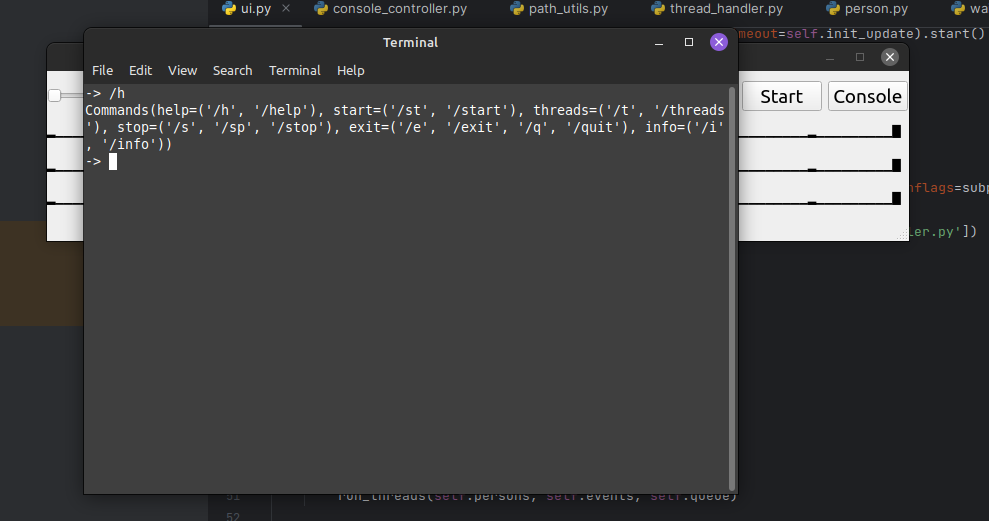 ui.py
console_controller.py
path_utils.py
thread_handler.py
person.py
wa
meout=self.init_update).start()
Terminal
File Edit View Search Terminal Help
-> /h
Commands(help=('/h', '/help'), start=('/st', '/start'), threads=('/t', '/threads
'), stop=('/s', '/sp', '/stop'), exit=('/e', '/exit', '/q', '/quit'), info=('/i'
, '/info'))
->
Start
Console
nflags=subp
ler.py'])
51
run_threads(self.persons, self.events, self.queue)
52